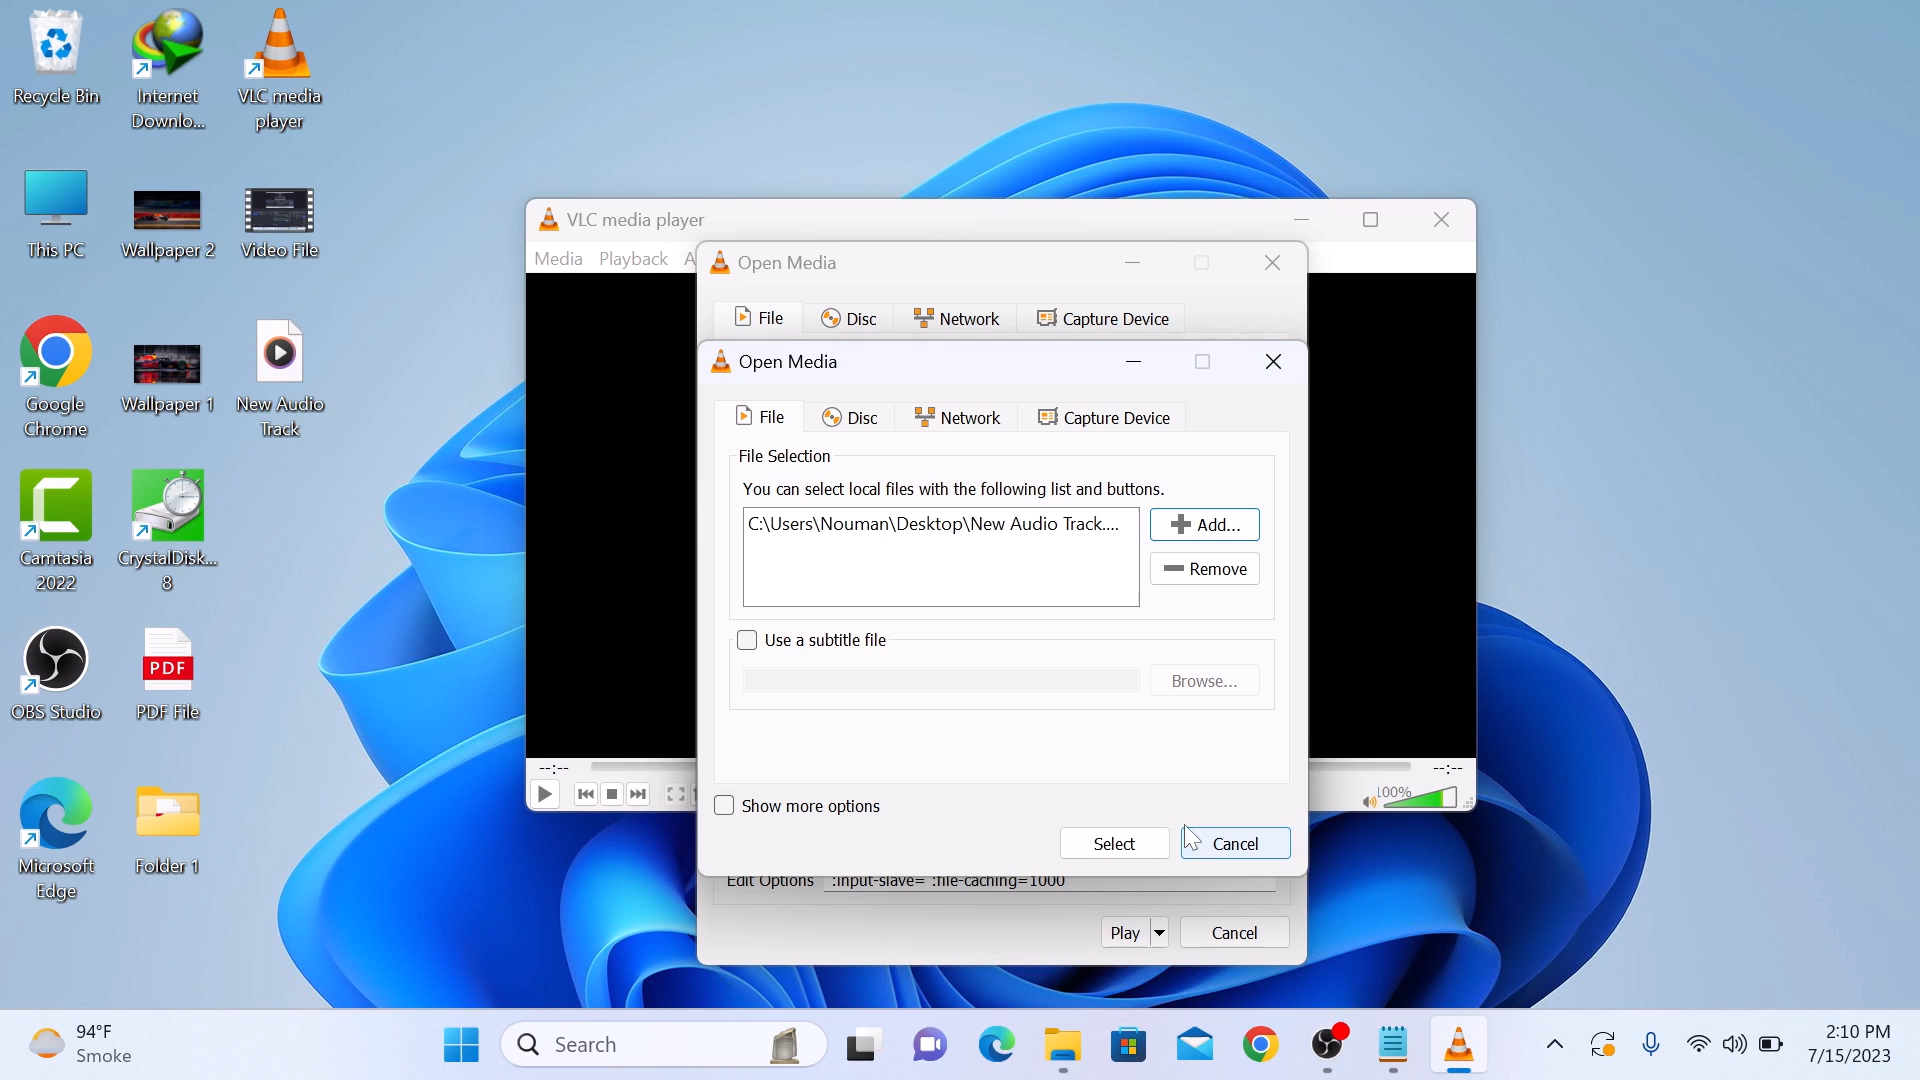 Recycle Bin
Internet
Downlo...
VLC media
player
This PC
Wallpaper 2
Video File
Google
Chrome
Wallpaper 1
New Audio
Track
Camtasia
2022
CrystalDisk...
8
OBS Studio
PDF
PDF File
Microsoft
Edge
Folder 1
VLC media player
Media Playback A
Open Media
File Disc Network Capture Device
Open Media
File Disc Network Capture Device
File Selection
You can select local files with the following list and buttons.
C:\Users\Nouman\Desktop\New Audio Track....
Add...
Remove
Use a subtitle file
Browse...
Show more options
Select Cancel
Edit Options :input-slave= :file-caching=1000
Play Cancel
--:-- --:--
100%
94°F
Smoke
Search
2:10 PM
7/15/2023